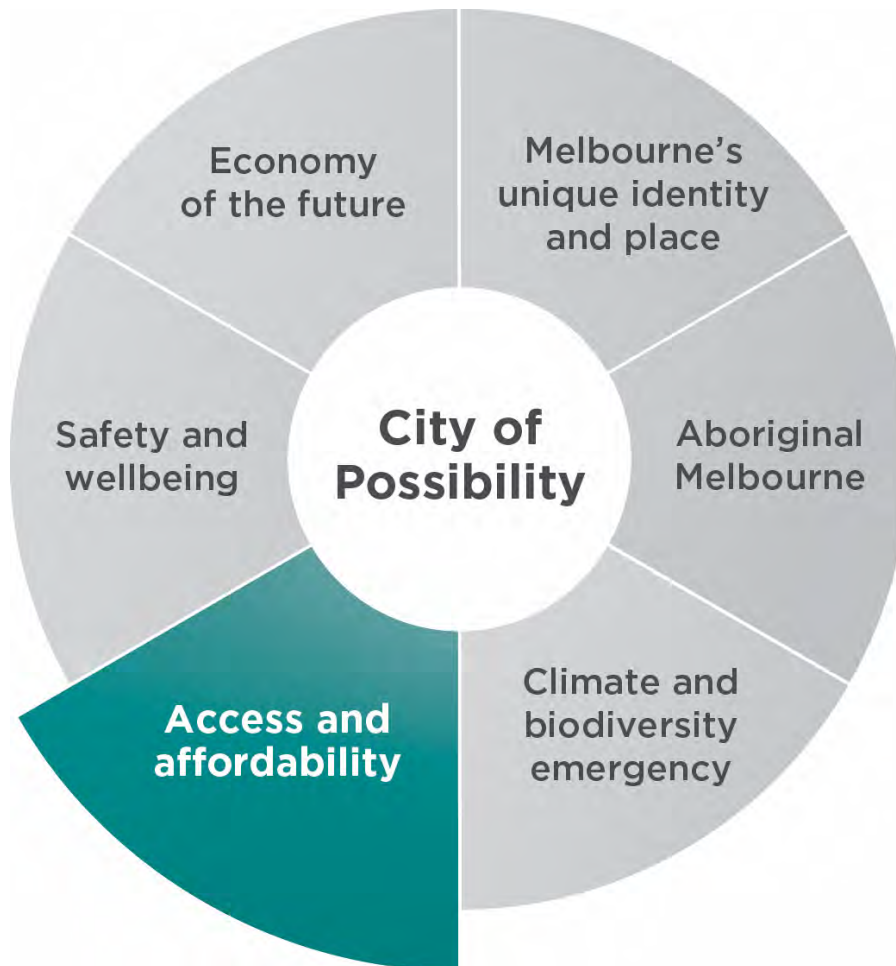 Economy
of the future
Melbourne’s
unique identity
and place
Safety and
wellbeing
City of
Possibility
Aboriginal
Melbourne
Access and
affordability
Climate and
biodiversity
emergency